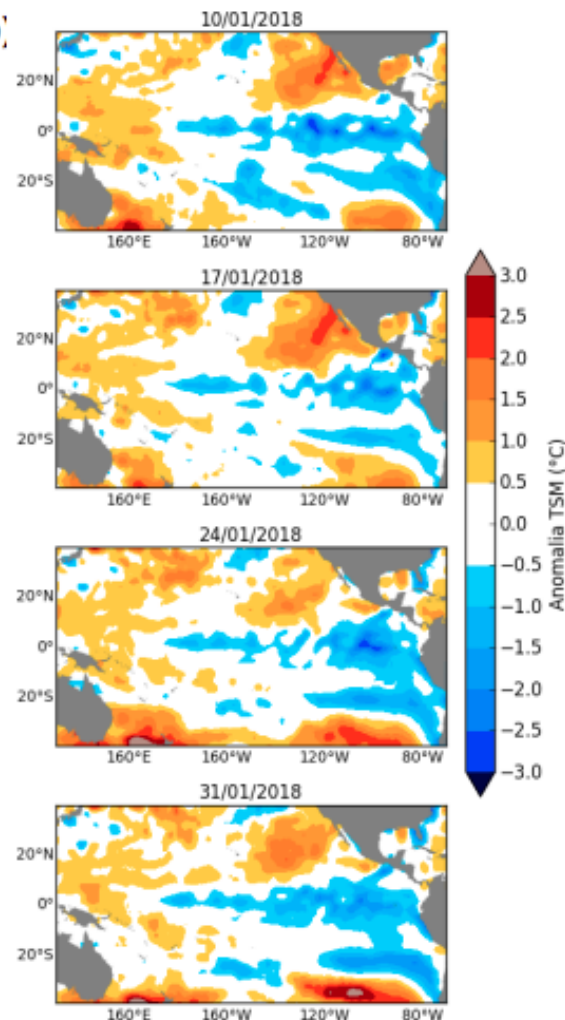 )
10/01/2018
20°N
0°
20°S
160°E 160°W 120°W 80°W
17/01/2018
20°N
0°
20°S
160°E 160°W 120°W 80°W
24/01/2018
20°N
0°
20°S
160°E 160°W 120°W 80°W
31/01/2018
20°N
0°
20°S
160°E 160°W 120°W 80°W
3.0
2.5
2.0
1.5
1.0
0.5
0.0
−0.5
−1.0
−1.5
−2.0
−2.5
−3.0
Anomalia TSM (°C)